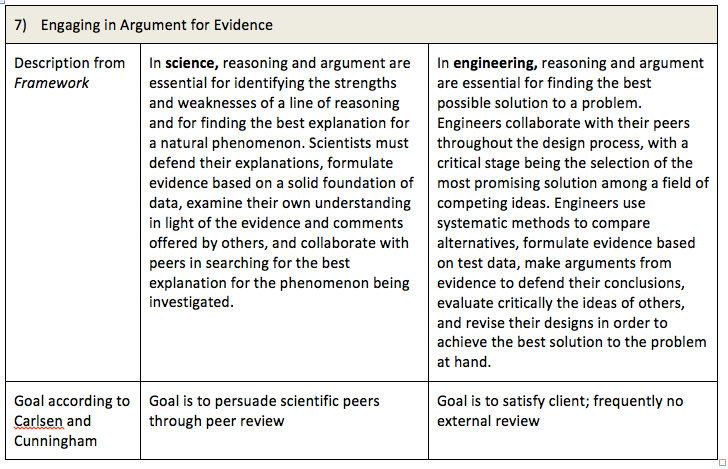 7) Engaging in Argument for Evidence
Description from
Framework
In science, reasoning and argument are
essential for identifying the strengths
and weaknesses of a line of reasoning
and for finding the best explanation for
a natural phenomenon. Scientists must
defend their explanations, formulate
evidence based on a solid foundation of
data, examine their own understanding
in light of the evidence and comments
offered by others, and collaborate with
peers in searching for the best
explanation for the phenomenon being
investigated.
In engineering, reasoning and argument
are essential for finding the best
possible solution to a problem.
Engineers collaborate with their peers
throughout the design process, with a
critical stage being the selection of the
most promising solution among a field of
competing ideas. Engineers use
systematic methods to compare
alternatives, formulate evidence based
on test data, make arguments from
evidence to defend their conclusions,
evaluate critically the ideas of others,
and revise their designs in order to
achieve the best solution to the problem
at hand.
Goal according to
Carlsen and
Cunningham
Goal is to persuade scientific peers
through peer review
Goal is to satisfy client; frequently no
external review